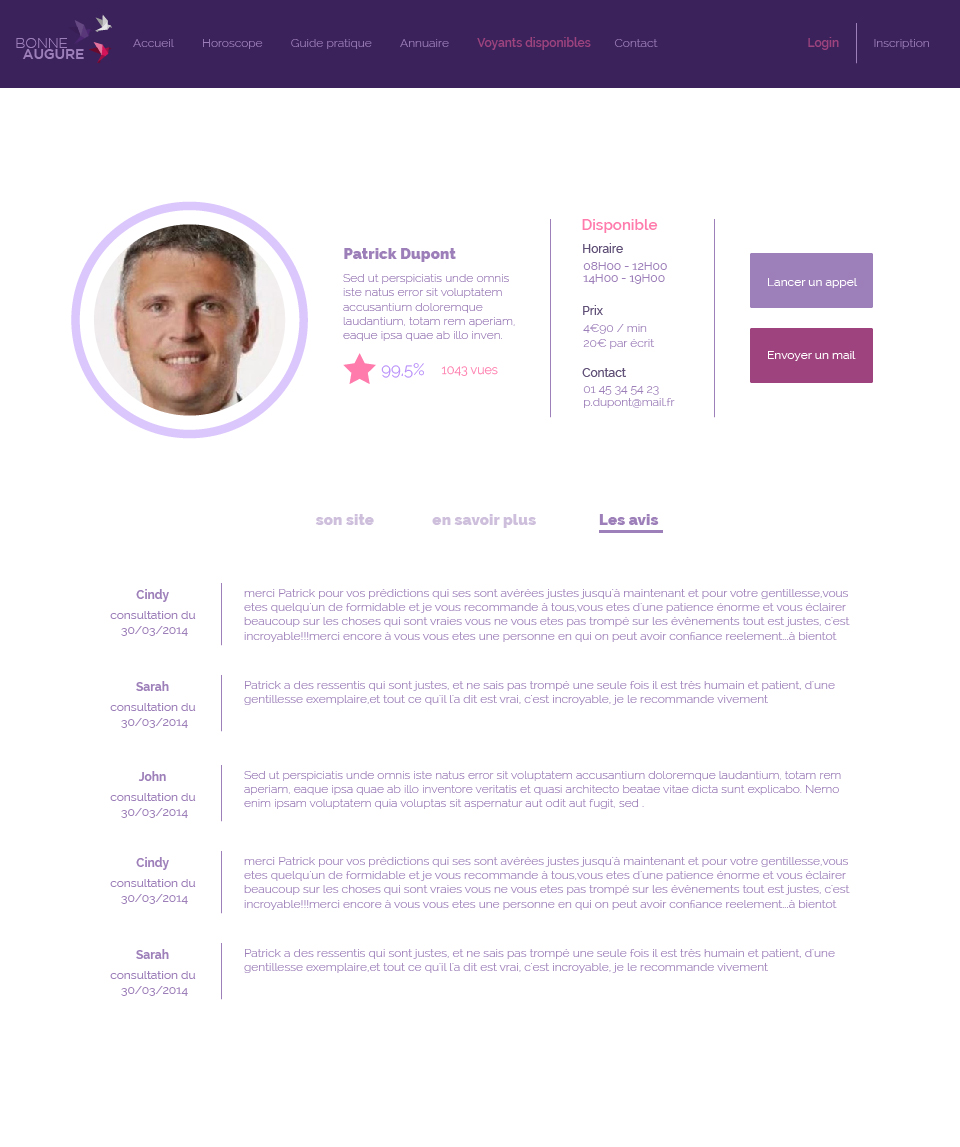 BONNE
AUGURE
Accueil Horoscope Guide pratique Annuaire Voyants disponibles Contact Login Inscription
Patrick Dupont
Sed ut perspiciatis unde omnis
iste natus error sit voluptatem
accusantium doloremque
laudantium, totam rem aperiam,
eaque ipsa quae ab illo inven.
99,5% 1043 vues
Disponible
Horaire
08H00 - 12H00
14H00 - 19H00
Prix
4€90 / min
20€ par écrit
Contact
01 45 34 54 23
p.dupont@mail.fr
Lancer un appel
Envoyer un mail
son site en savoir plus Les avis
Cindy
consultation du
30/03/2014
merci Patrick pour vos prédictions qui ses sont avérées justes jusqu'à maintenant et pour votre gentillesse,vous
etes quelqu'un de formidable et je vous recommande à tous,vous etes d'une patience énorme et vous éclairer
beaucoup sur les choses qui sont vraies vous ne vous etes pas trompé sur les évènements tout est justes, c'est
incroyable!!!merci encore à vous vous etes une personne en qui on peut avoir confiance reelement...à bientot
Sarah
consultation du
30/03/2014
Patrick a des ressentis qui sont justes, et ne sais pas trompé une seule fois il est très humain et patient, d'une
gentillesse exemplaire,et tout ce qu'il l'a dit est vrai, c'est incroyable, je le recommande vivement
John
consultation du
30/03/2014
Sed ut perspiciatis unde omnis iste natus error sit voluptatem accusantium doloremque laudantium, totam rem
aperiam, eaque ipsa quae ab illo inventore veritatis et quasi architecto beatae vitae dicta sunt explicabo. Nemo
enim ipsam voluptatem quia voluptas sit aspernatur aut odit aut fugit, sed .
Cindy
consultation du
30/03/2014
merci Patrick pour vos prédictions qui ses sont avérées justes jusqu'à maintenant et pour votre gentillesse,vous
etes quelqu'un de formidable et je vous recommande à tous,vous etes d'une patience énorme et vous éclairer
beaucoup sur les choses qui sont vraies vous ne vous etes pas trompé sur les évènements tout est justes, c'est
incroyable!!!merci encore à vous vous etes une personne en qui on peut avoir confiance reelement...à bientot
Sarah
consultation du
30/03/2014
Patrick a des ressentis qui sont justes, et ne sais pas trompé une seule fois il est très humain et patient, d'une
gentillesse exemplaire,et tout ce qu'il l'a dit est vrai, c'est incroyable, je le recommande vivement